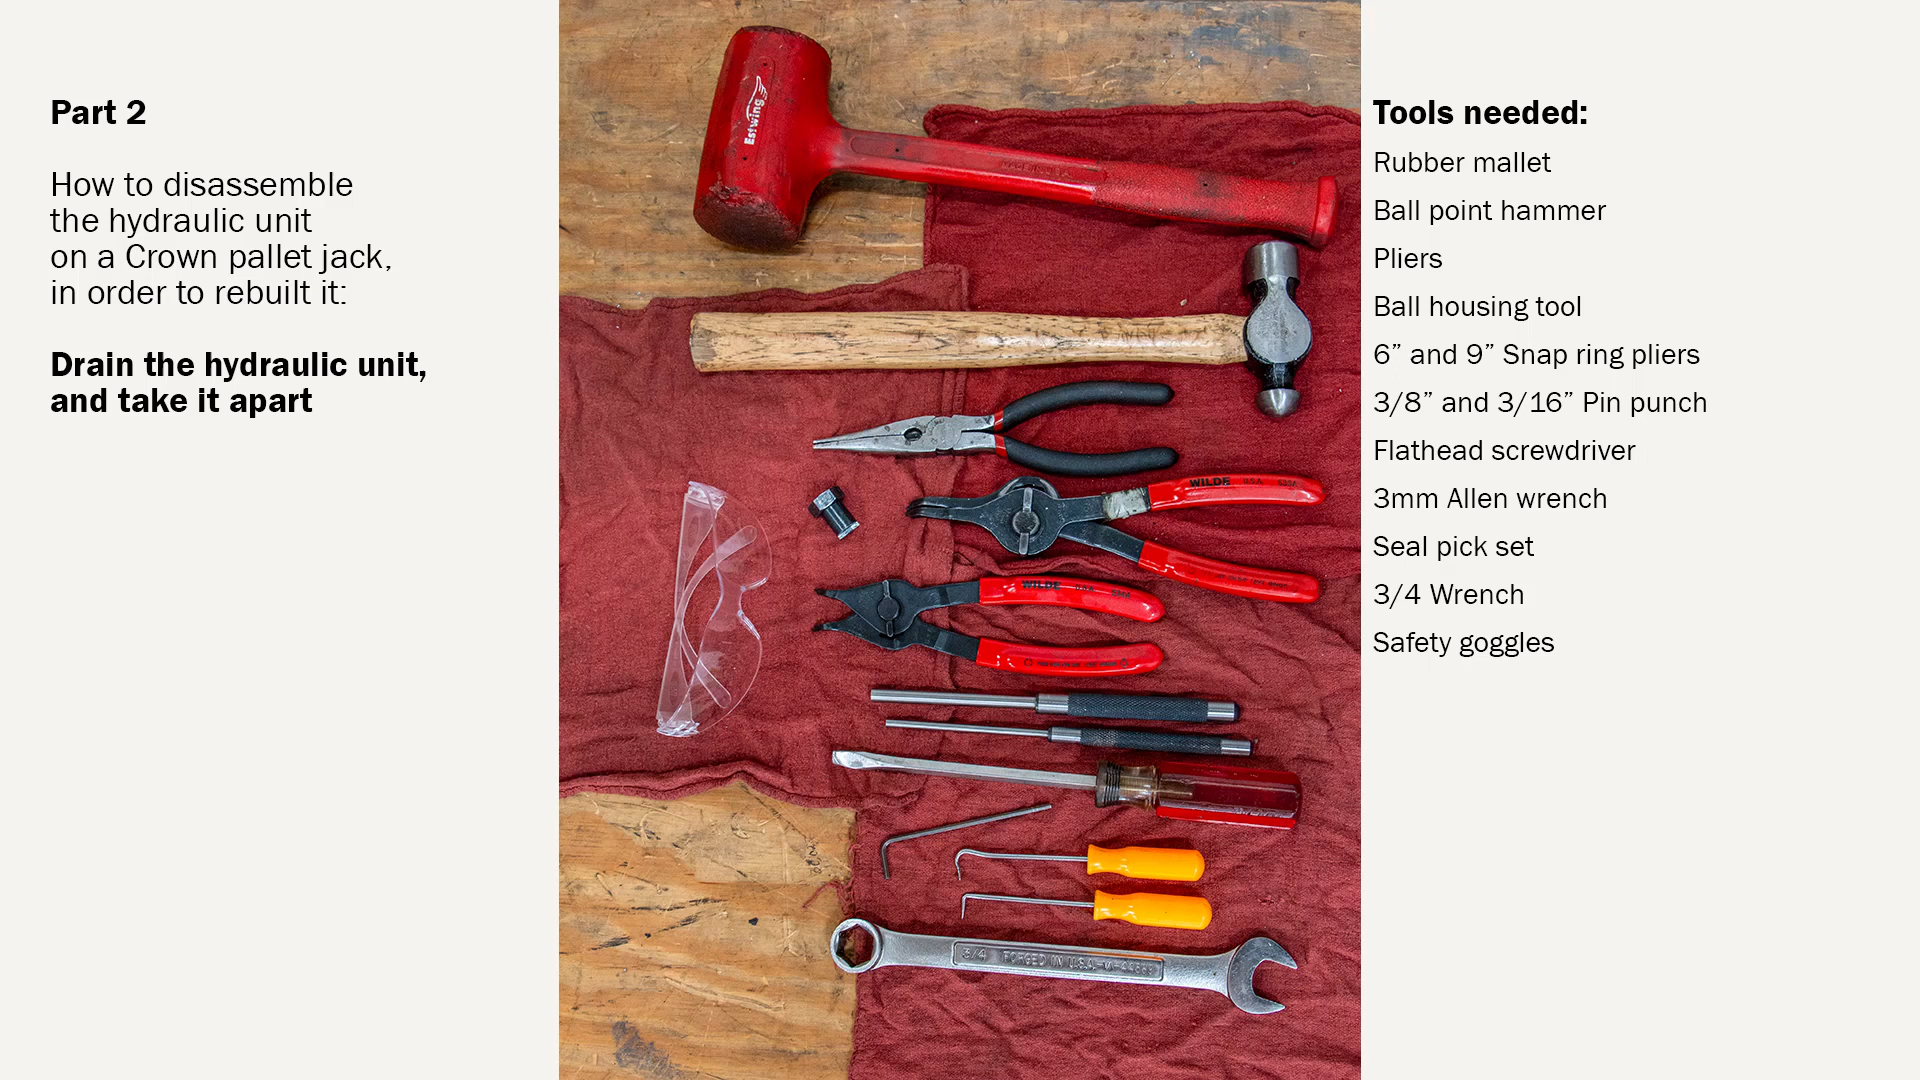 Part 2
How to disassemble
the hydraulic unit
on a Crown pallet jack,
in order to rebuilt it:
Drain the hydraulic unit,
and take it apart
Estwing
WILDE U.S.A.
WILDE U.S.A.
3/4 FORGED IN U.S.A.
Tools needed:
Rubber mallet
Ball point hammer
Pliers
Ball housing tool
6” and 9” Snap ring pliers
3/8” and 3/16” Pin punch
Flathead screwdriver
3mm Allen wrench
Seal pick set
3/4 Wrench
Safety goggles